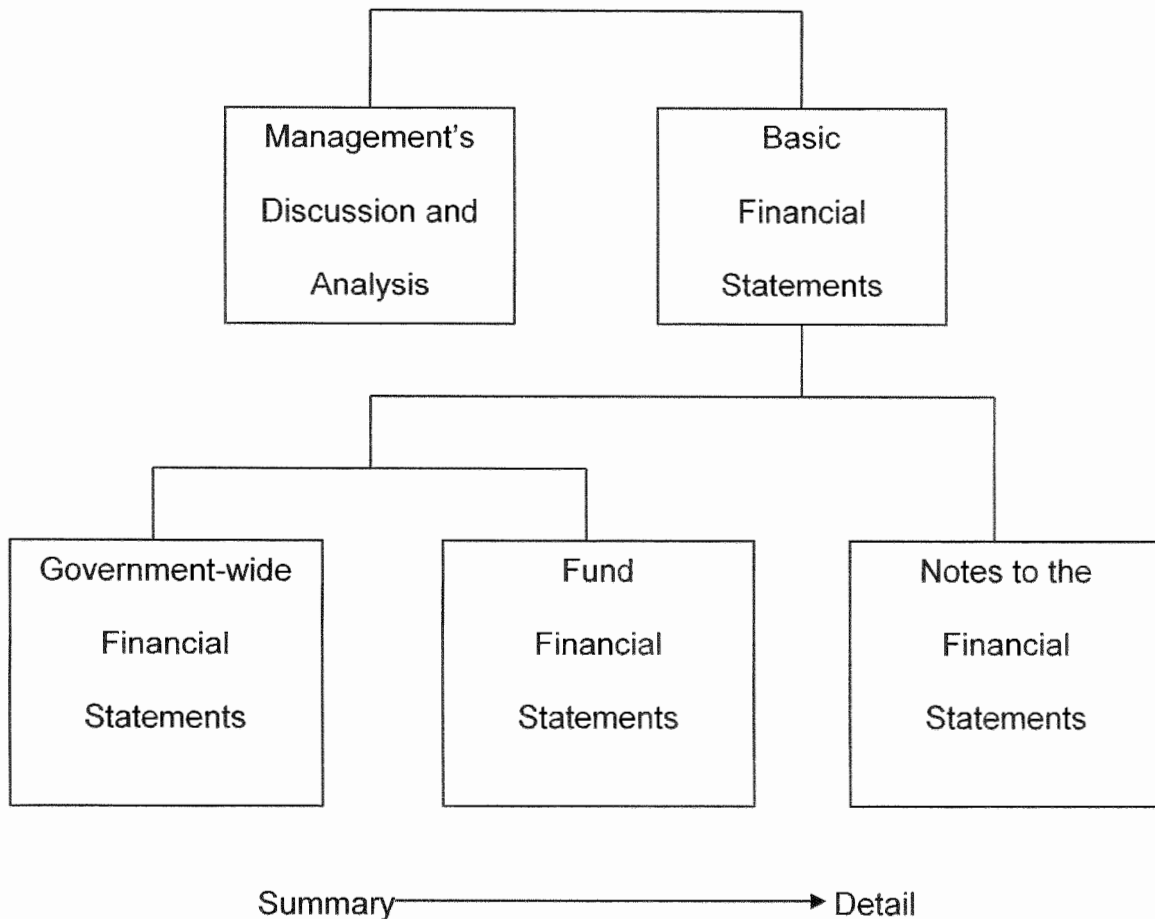 Management's
Discussion and
Analysis
Basic
Financial
Statements
Government-wide
Financial
Statements
Fund
Financial
Statements
Notes to the
Financial
Statements
Summary
Detail